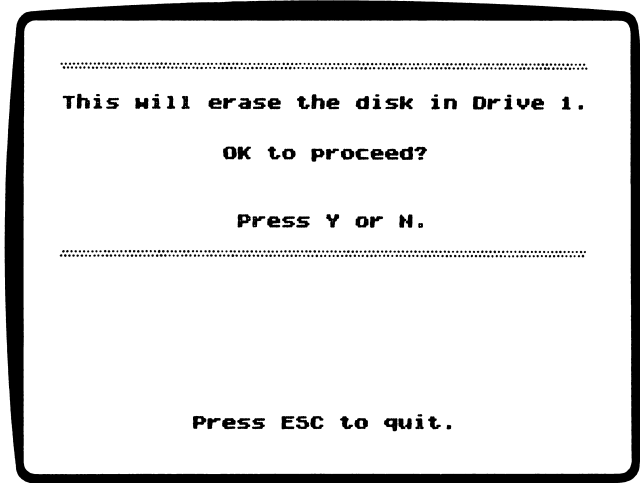 This will erase the disk in Drive 1.
OK to proceed?
Press Y or N.
Press ESC to quit.